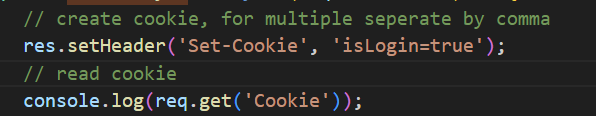 // create cookie, for multiple seperate by comma
res.setHeader('Set-Cookie', 'isLogin=true');
// read cookie
console.log(req.get('Cookie'));